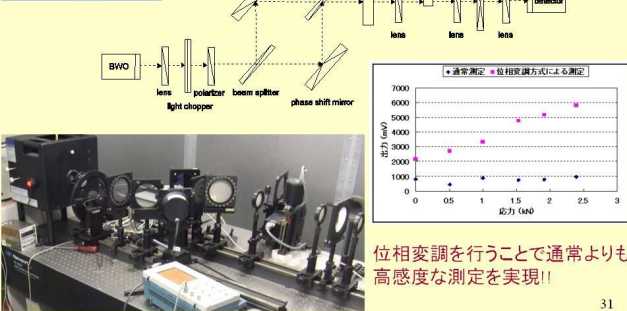 detector
lens
lens
lens
BWO
lens
polarizer
beam splitter
phase shift mirror
light chopper
通常測定 位相変調方式による測定
7000
6000
5000
4000
3000
2000
1000
0
出力(mV)
0 0.5 1 1.5 2 2.5 3
応力(kN)
位相変調を行うことで通常よりも
高感度な測定を実現!!
31